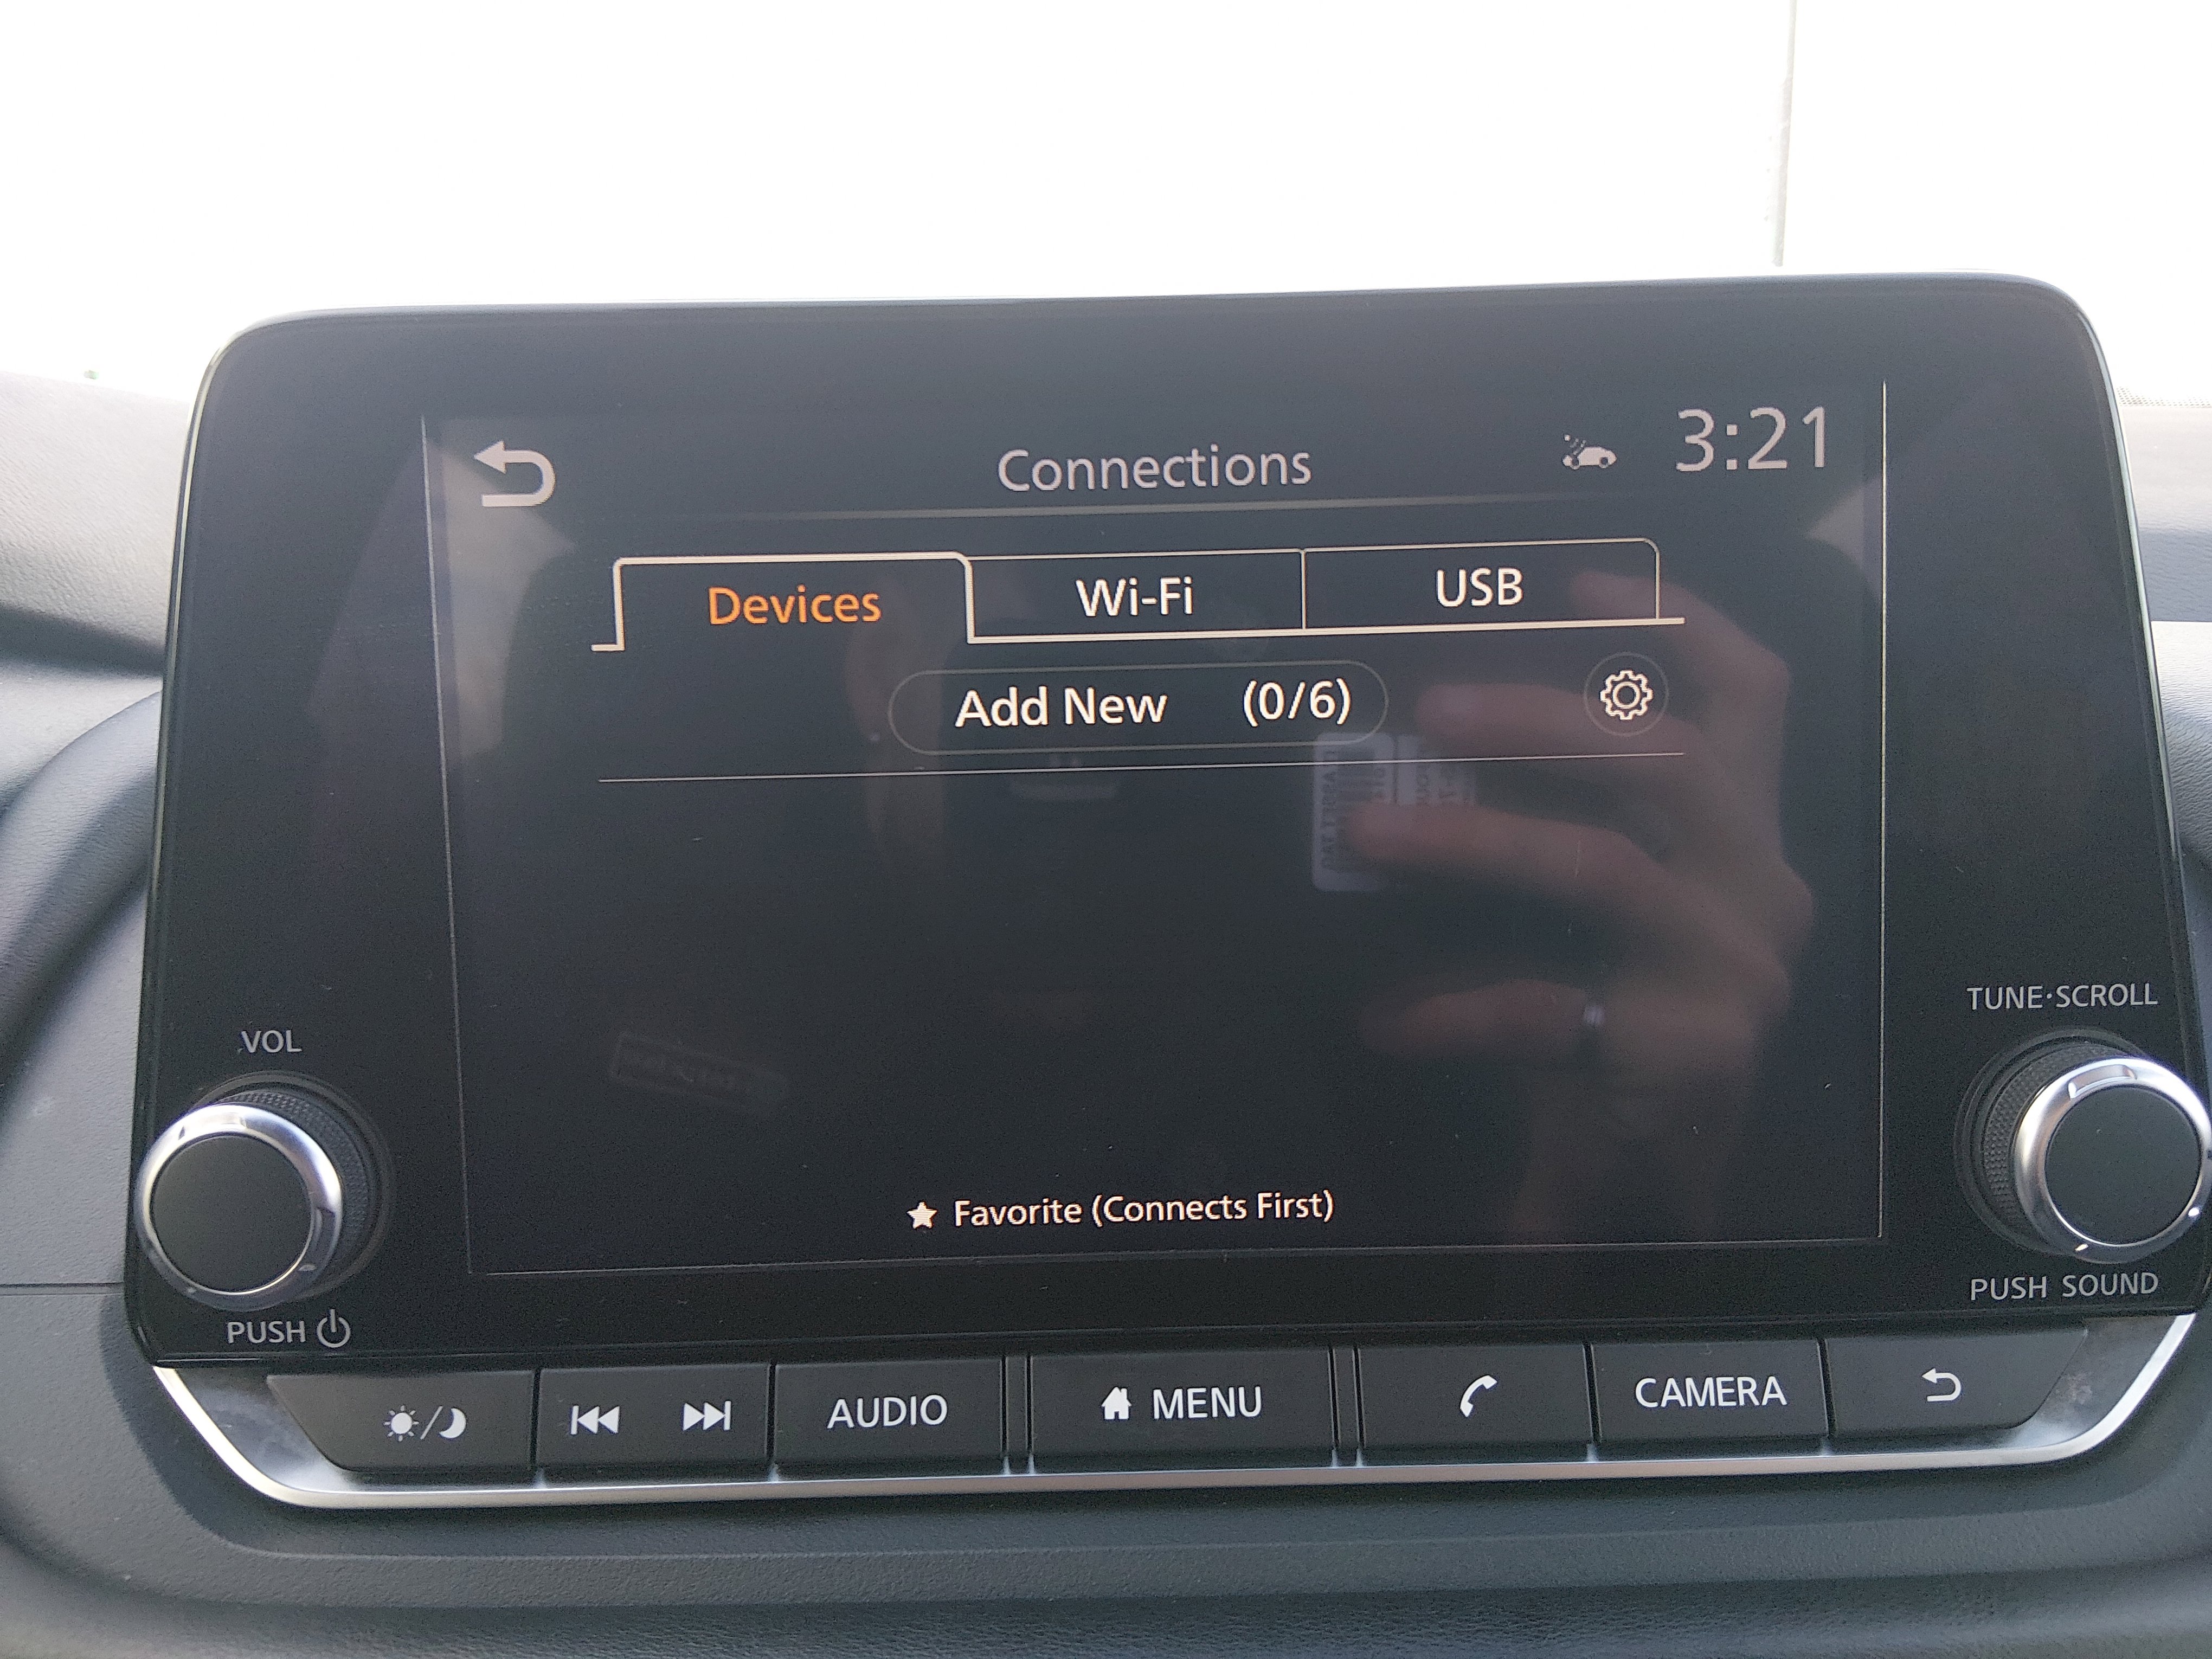 Connections
3:21
Devices
Wi-Fi
USB
Add New (0/6)
Favorite (Connects First)
VOL
PUSH
TUNE·SCROLL
PUSH SOUND
AUDIO
MENU
CAMERA